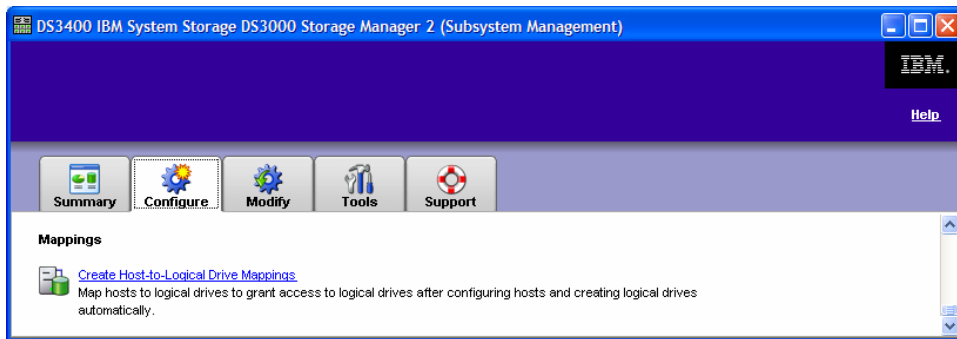 DS3400 IBM System Storage DS3000 Storage Manager 2 (Subsystem Management)
IBM.
Help
Summary
Configure
Modify
Tools
Support
Mappings
Create Host-to-Logical Drive Mappings
Map hosts to logical drives to grant access to logical drives after configuring hosts and creating logical drives
automatically.